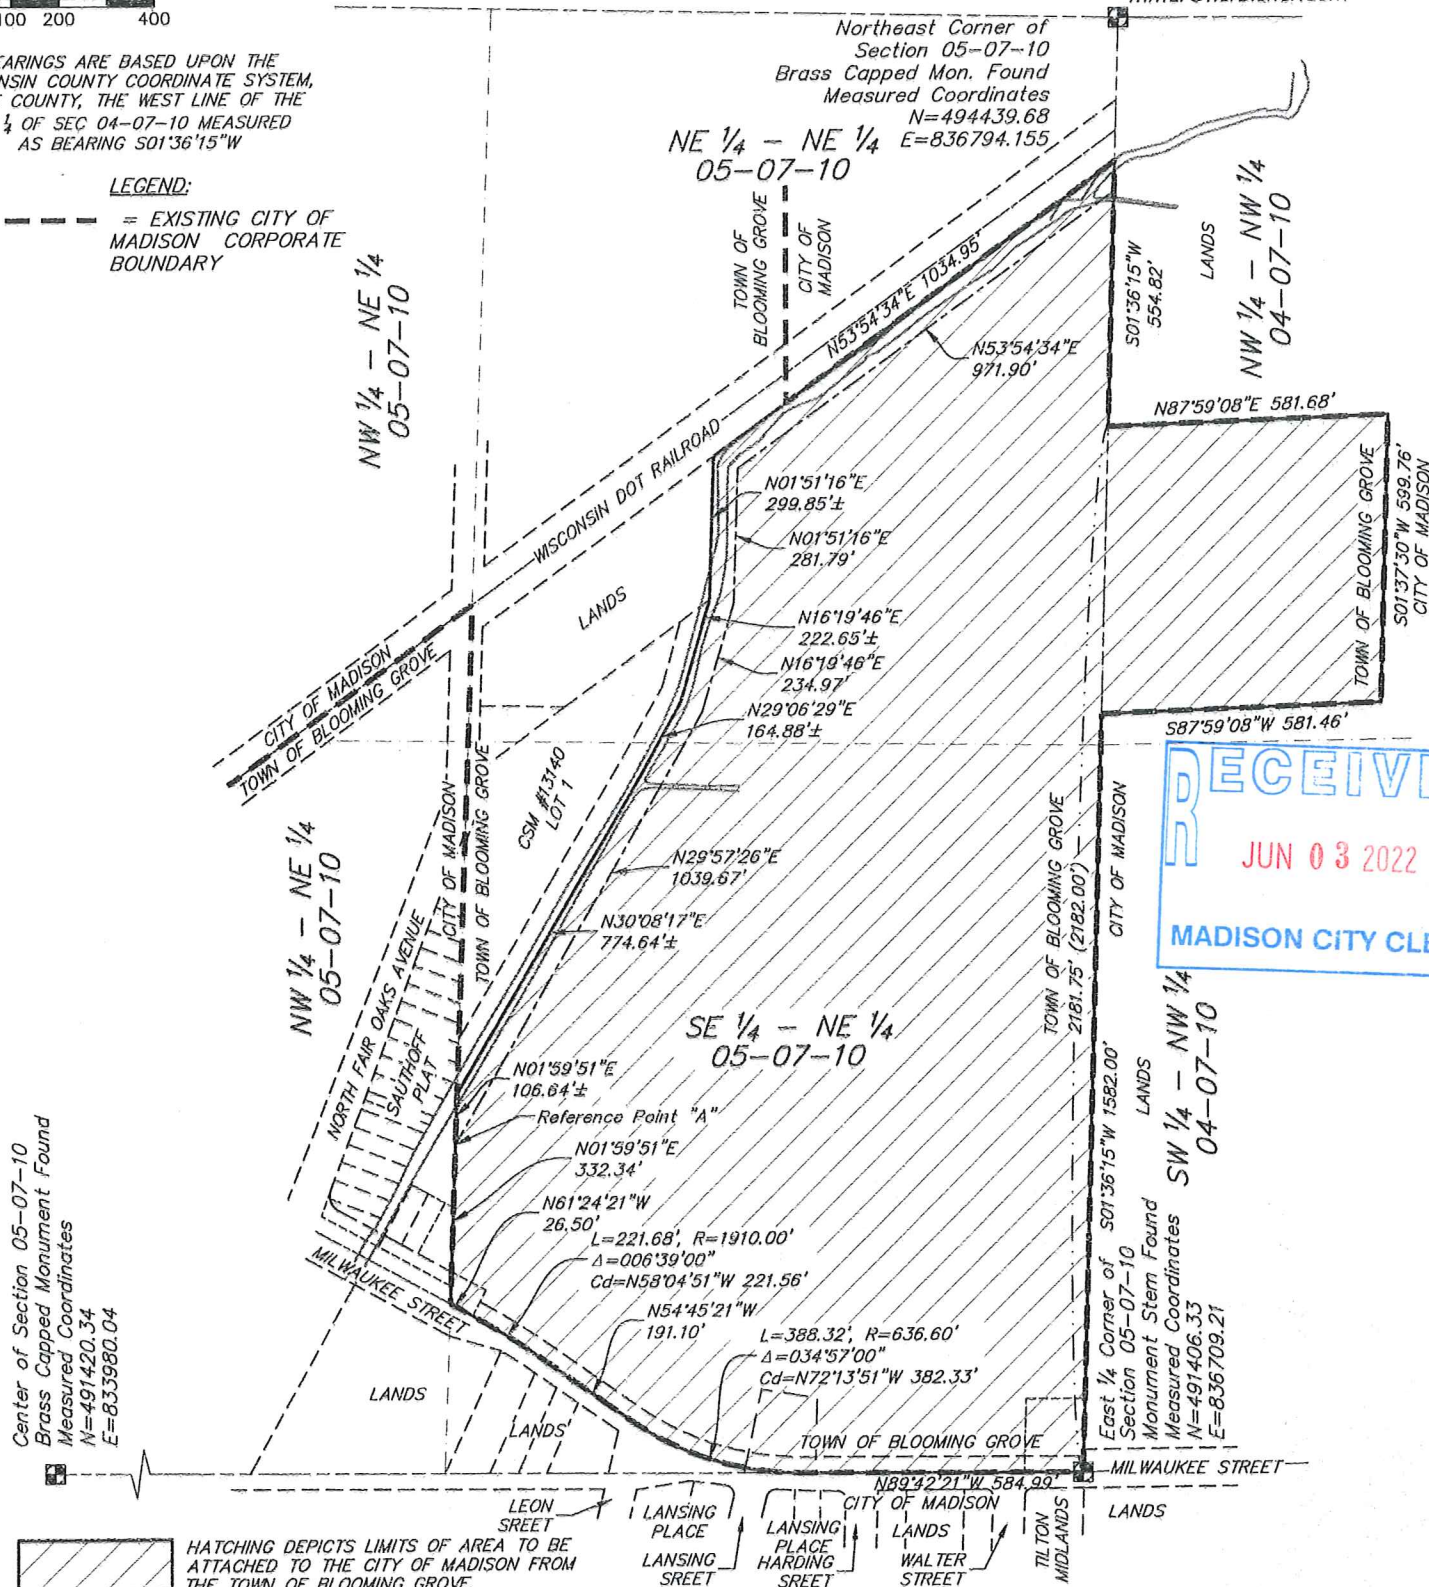 100 200 400
BASED UPON THE
COUNTY COORDINATE SYSTEM,
COUNTY, THE WEST LINE OF THE
¼ OF SEC 04-07-10 MEASURED
AS BEARING S01°36'15"W
LEGEND:
= EXISTING CITY OF
MADISON CORPORATE
BOUNDARY
Northeast Corner of
Section 05-07-10
Brass Capped Mon. Found
Measured Coordinates
N=494439.68
E=836794.155
NE ¼ - NE ¼
05-07-10
TOWN OF
BLOOMING GROVE
CITY OF
MADISON
NW ¼ - NE ¼
05-07-10
N53°54'34"E 1034.95'
N53°54'34"E
971.90'
S01°36'15"W
554.82'
LANDS
NW ¼ - NW ¼
04-07-10
N87°59'08"E 581.68'
TOWN OF BLOOMING GROVE
S01°37'30"W 599.76'
CITY OF MADISON
S87°59'08"W 581.46'
WISCONSIN DOT RAILROAD
N01°51'16"E
299.85'±
N01°51'16"E
281.79'
LANDS
N16°19'46"E
222.65'±
N16°19'46"E
234.97'
N29°06'29"E
164.88'±
CITY OF MADISON
TOWN OF BLOOMING GROVE
CITY OF MADISON
TOWN OF BLOOMING GROVE
CSM #13140
LOT 1
N29°57'26"E
1039.67'
N30°08'17"E
774.64'±
NW ¼ - NE ¼
05-07-10
NORTH FAIR OAKS AVENUE
SAUTHOFF
PLAT
JUN 03 2022
MADISON CITY
TOWN OF BLOOMING GROVE
2181.75' (2182.00')
CITY OF MADISON
S01°36'15"W 1582.00'
LANDS
SW ¼ - NW ¼
04-07-10
SE ¼ - NE ¼
05-07-10
N01°59'51"E
106.64'±
Reference Point "A"
N01°59'51"E
332.34'
N61°24'21"W
26.50'
L=221.68', R=1910.00'
Δ=006°39'00"
Cd=N58°04'51"W 221.56'
N54°45'21"W
191.10'
L=388.32', R=636.60'
Δ=034°57'00"
Cd=N72°13'51"W 382.33'
MILWAUKEE STREET
LANDS
LANDS
Center of Section 05-07-10
Brass Capped Monument Found
Measured Coordinates
N=491420.34
E=833980.04
East ¼ Corner of
Section 05-07-10
Monument Stem Found
Measured Coordinates
N=491406.33
E=836709.21
TOWN OF BLOOMING GROVE
N89°42'21"W 584.99'
MILWAUKEE STREET
CITY OF MADISON
LEON
SREET
LANSING
PLACE
LANSING
SREET
LANSING
PLACE
HARDING
SREET
LANDS
WALTER
STREET
TILTON
MIDLANDS
LANDS
HATCHING DEPICTS LIMITS OF AREA TO BE
ATTACHED TO THE CITY OF MADISON FROM
THE TOWN OF BLOOMING GROVE